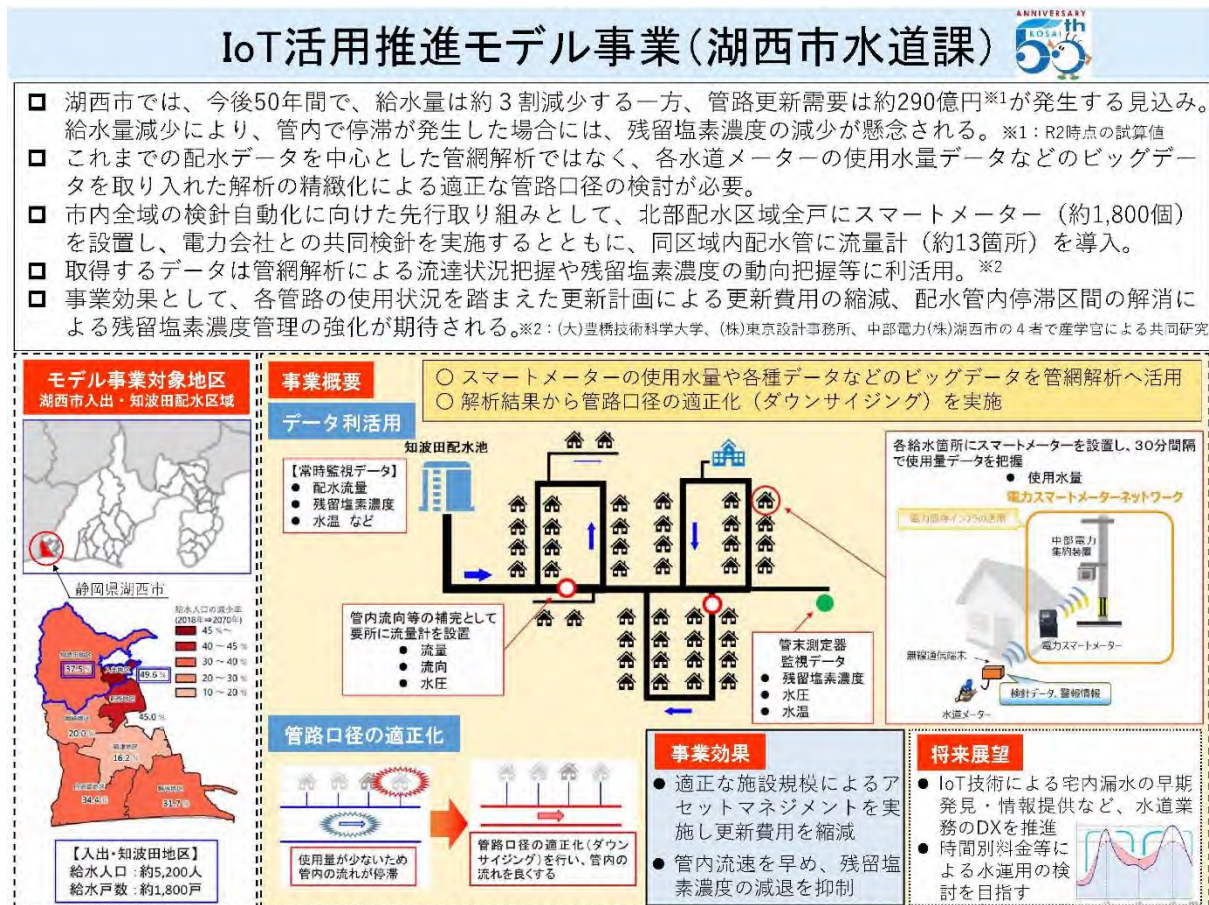 IoT活用推進モデル事業（湖西市水道課）
ANNIVERSARY
50th
KOSAI
□ 湖西市では、今後50年間で、給水量は約３割減少する一方、管路更新需要は約290億円※1が発生する見込み。
給水量減少により、管内で停滞が発生した場合には、残留塩素濃度の減少が懸念される。※1：R2時点の試算値
□ これまでの配水データを中心とした管網解析ではなく、各水道メーターの使用水量データなどのビッグデー
タを取り入れた解析の精緻化による適正な管路口径の検討が必要。
□ 市内全域の検針自動化に向けた先行取り組みとして、北部配水区域全戸にスマートメーター（約1,800個）
を設置し、電力会社との共同検針を実施するとともに、同区域内配水管に流量計（約13箇所）を導入。
□ 取得するデータは管網解析による流達状況把握や残留塩素濃度の動向把握等に利活用。※2
□ 事業効果として、各管路の使用状況を踏まえた更新計画による更新費用の縮減、配水管内停滞区間の解消に
よる残留塩素濃度管理の強化が期待される。※2：(大)豊橋技術科学大学、(株)東京設計事務所、中部電力(株)湖西市の４者で産学官による共同研究
モデル事業対象地区
湖西市入出・知波田配水区域
静岡県湖西市
給水人口の減少率
(2018年⇒2070年)
45 %～
40 ～ 45 %
30 ～ 40 %
20 ～ 30 %
10 ～ 20 %
知波田地区
37.5 %
入出地区
49.6 %
45.0 %
20.0 %
16.2 %
34.4 %
31.7 %
【入出・知波田地区】
給水人口：約5,200人
給水戸数：約1,800戸
事業概要
○ スマートメーターの使用水量や各種データなどのビッグデータを管網解析へ活用
○ 解析結果から管路口径の適正化（ダウンサイジング）を実施
データ利活用
知波田配水池
【常時監視データ】
● 配水流量
● 残留塩素濃度
● 水温 など
管内流向等の補完として
要所に流量計を設置
● 流量
● 流向
● 水圧
管末測定器
監視データ
● 残留塩素濃度
● 水圧
● 水温
各給水箇所にスマートメーターを設置し、30分間隔
で使用量データを把握
● 使用水量
電力スマートメーターネットワーク
電力既存インフラの活用
中部電力
集約装置
電力スマートメーター
無線通信端末
検針データ、警報情報
水道メーター
管路口径の適正化
使用量が少ないため
管内の流れが停滞
管路口径の適正化(ダウン
サイジング)を行い、管内の
流れを良くする
事業効果
● 適正な施設規模によるア
セットマネジメントを実
施し更新費用を縮減
● 管内流速を早め、残留塩
素濃度の減退を抑制
将来展望
● IoT技術による宅内漏水の早期
発見・情報提供など、水道業
務のDXを推進
● 時間別料金等
による水運用の検
討を目指す